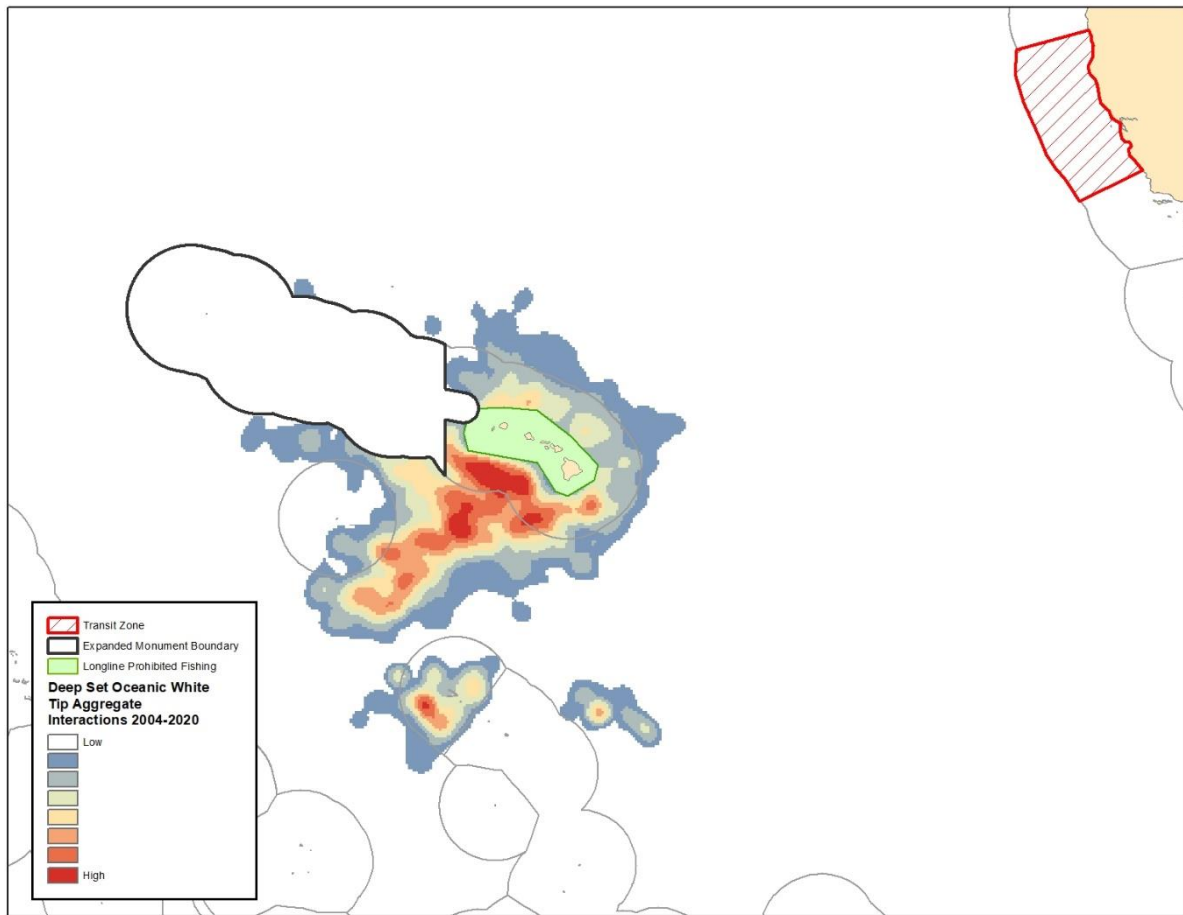 Transit Zone
Expanded Monument Boundary
Longline Prohibited Fishing
Deep Set Oceanic White
Tip Aggregate
Interactions 2004-2020
Low
High